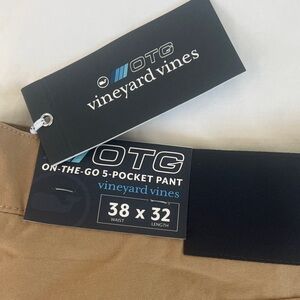 OTG
vineyard vines
OTG
ON-THE-GO 5-POCKET PANT
vineyard vines
38 x 32
WAIST LENGTH